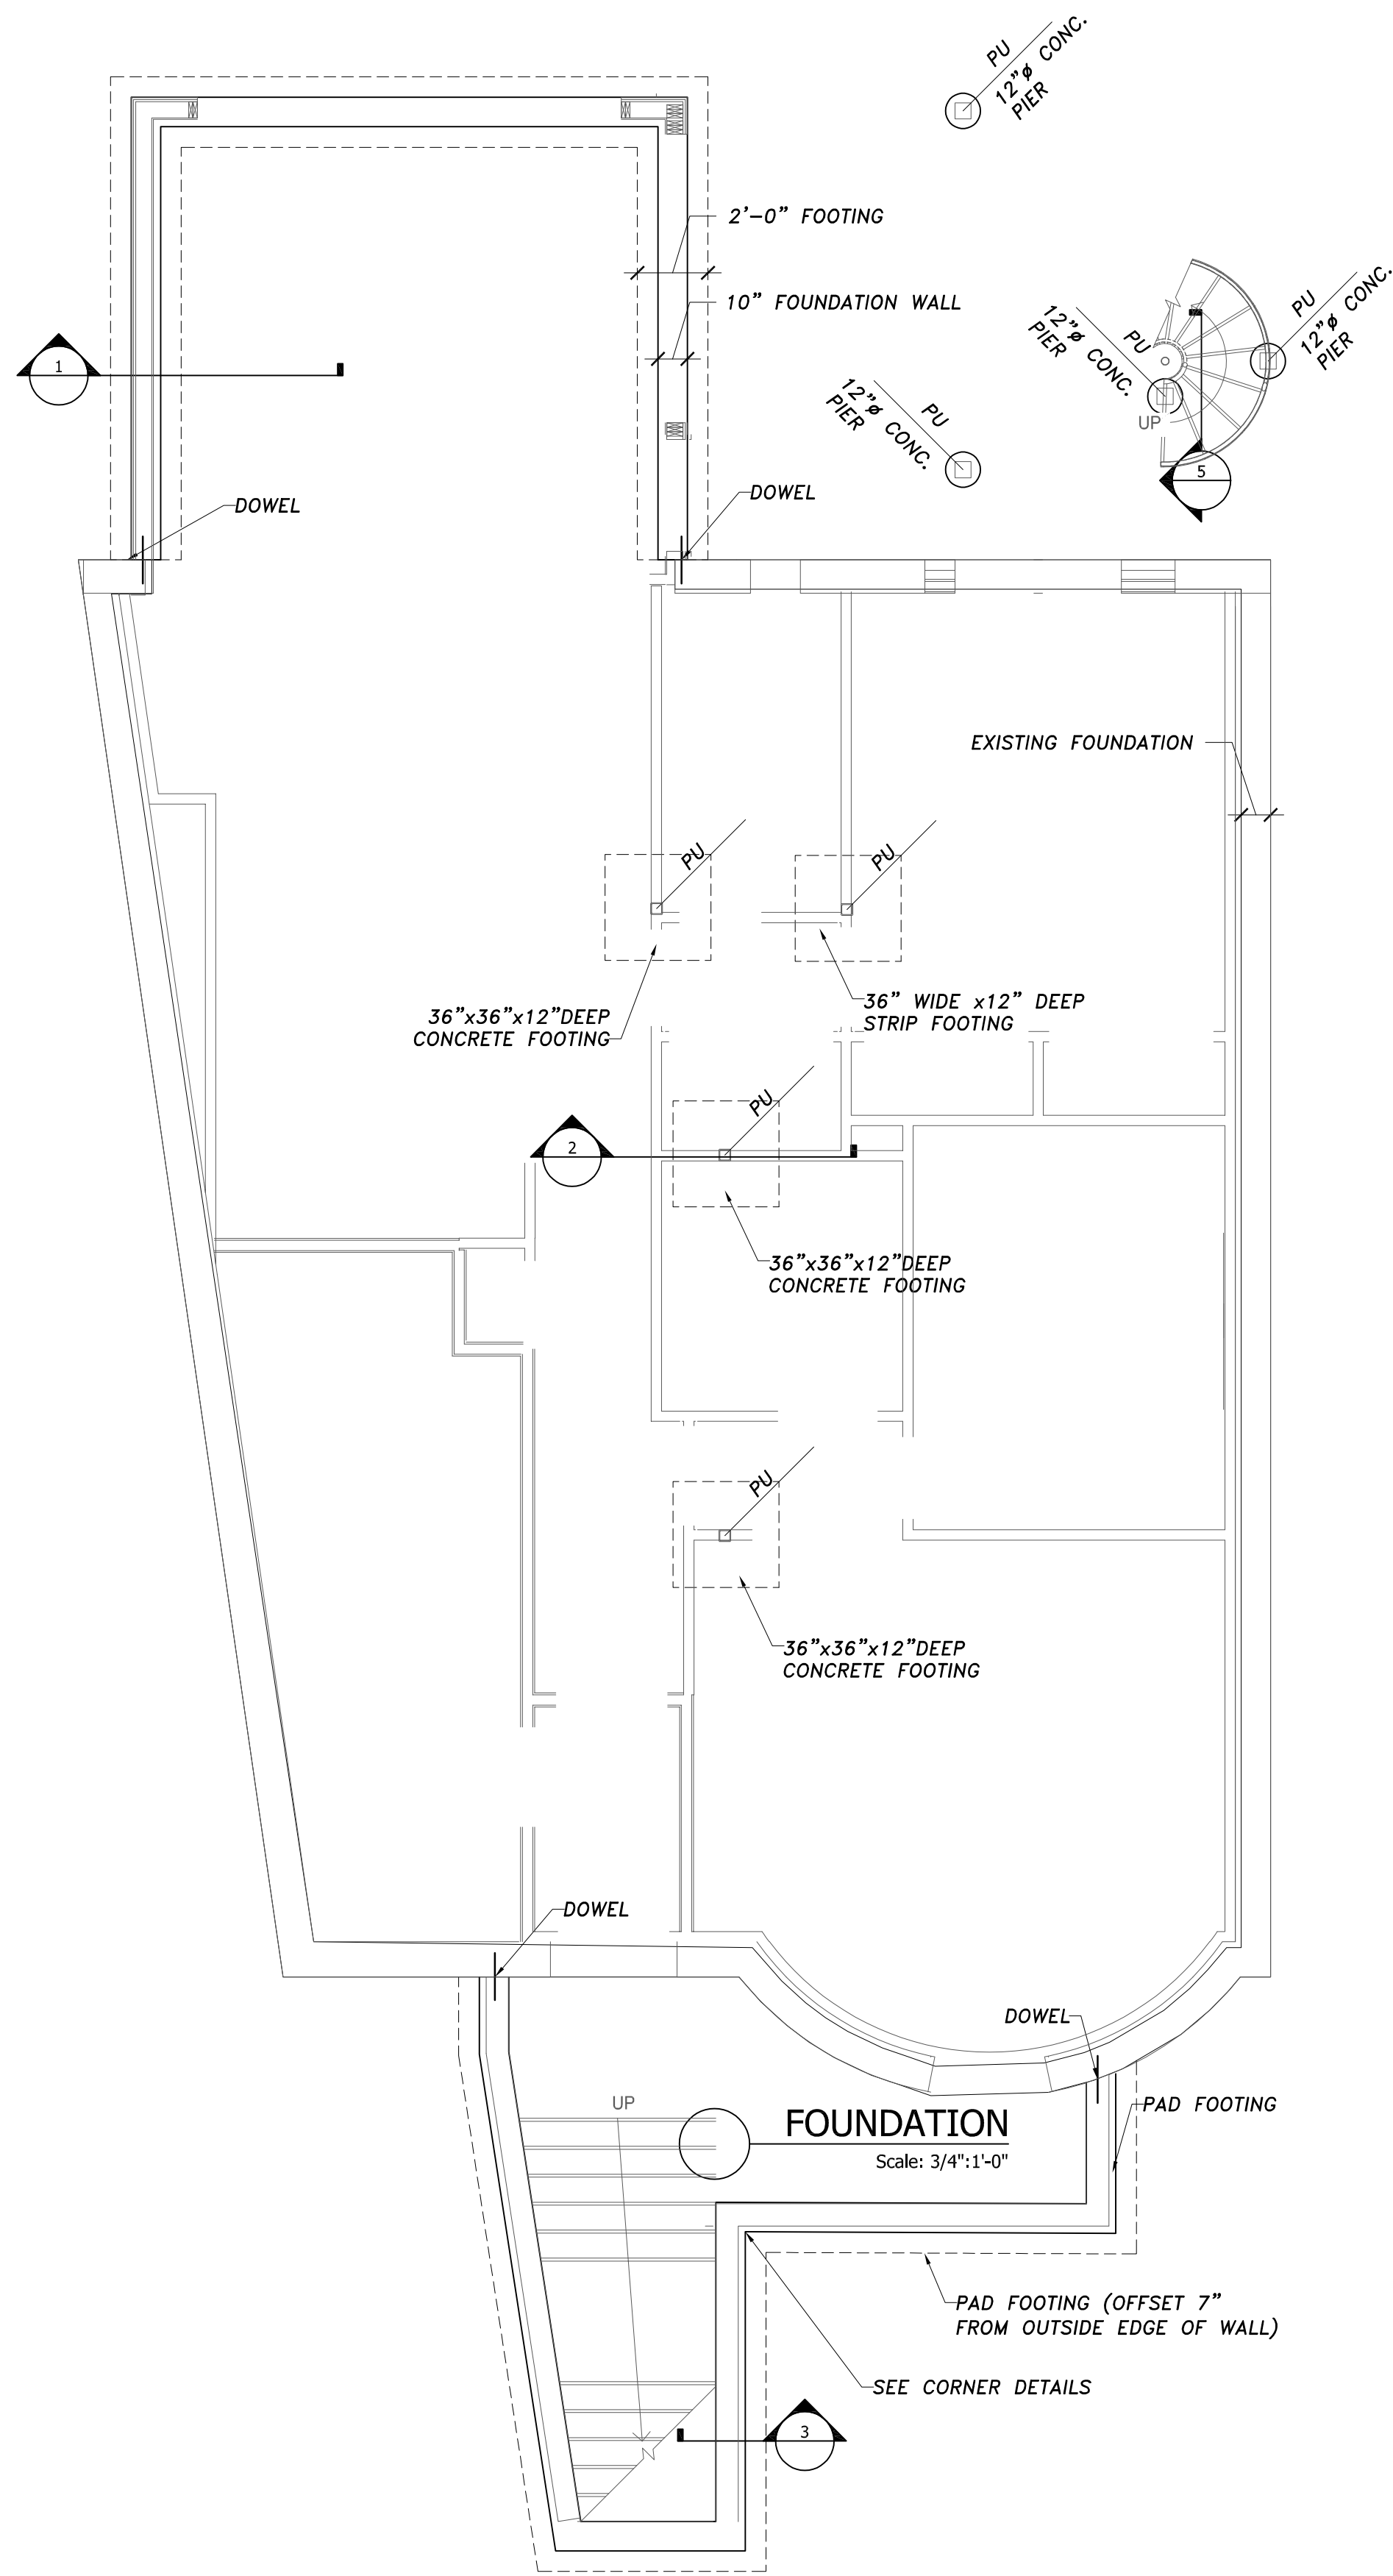 PU
12"ø CONC.
PIER
2'-0" FOOTING
10" FOUNDATION WALL
PU
12"ø CONC.
PIER
PU
12"ø CONC.
PIER
1
PU
12"ø CONC.
PIER
UP
5
DOWEL
DOWEL
EXISTING FOUNDATION
PU
PU
36"x36"x12"DEEP
CONCRETE FOOTING
36" WIDE x12" DEEP
STRIP FOOTING
PU
2
36"x36"x12"DEEP
CONCRETE FOOTING
PU
36"x36"x12"DEEP
CONCRETE FOOTING
DOWEL
DOWEL
UP
FOUNDATION
Scale: 3/4":1'-0"
PAD FOOTING
PAD FOOTING (OFFSET 7"
FROM OUTSIDE EDGE OF WALL)
SEE CORNER DETAILS
3